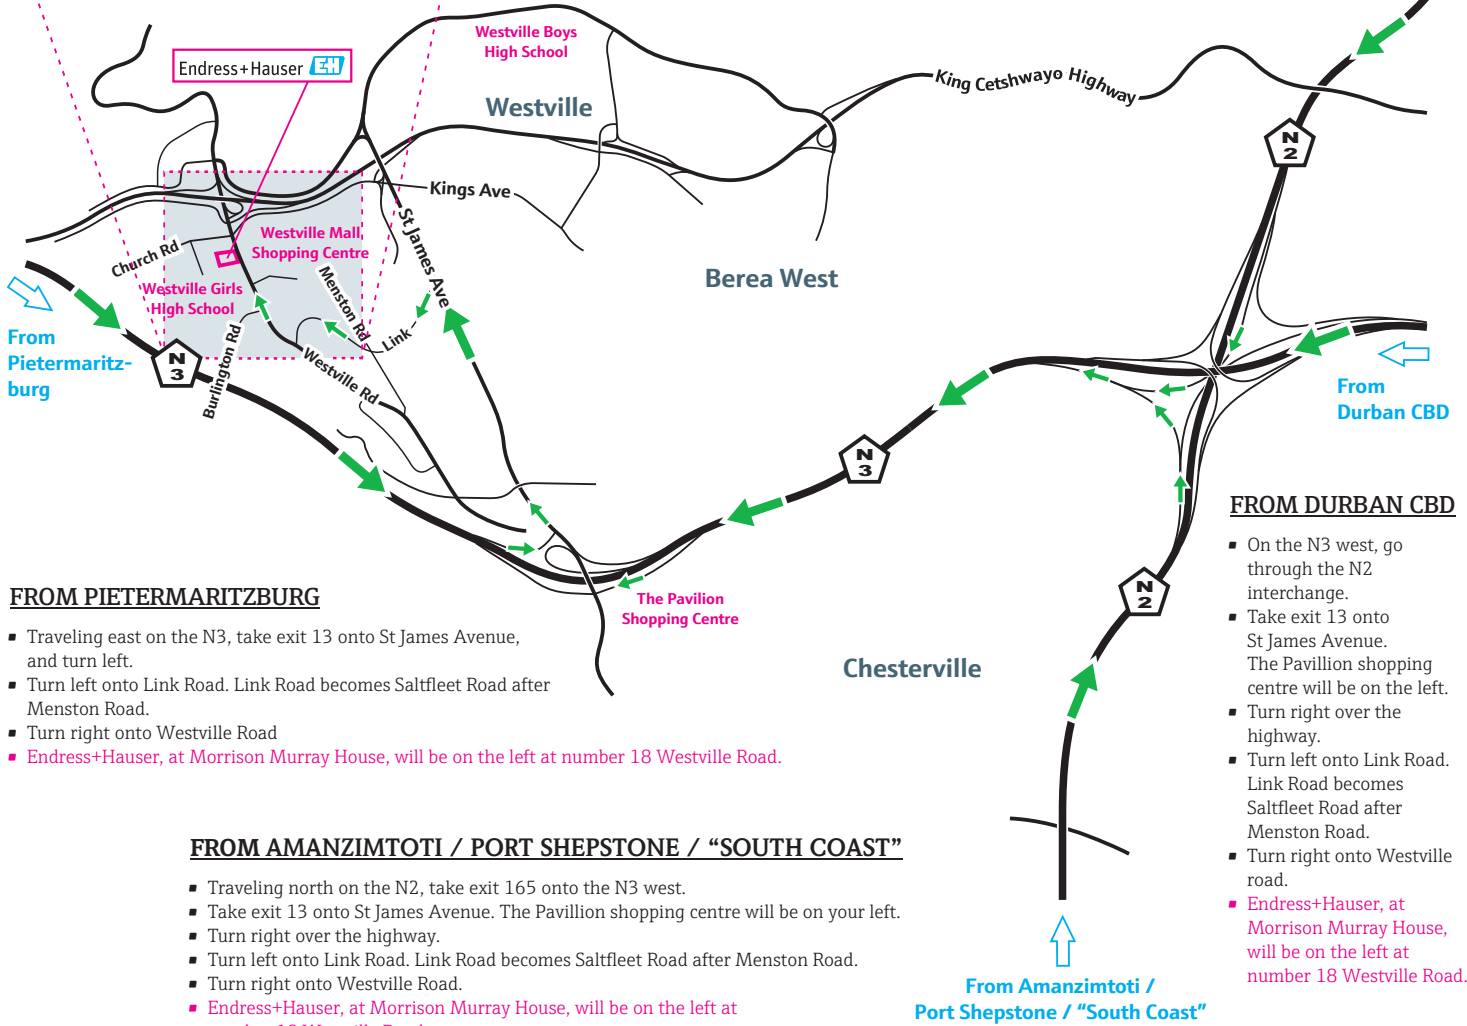 Westville Boys
High School
Endress+Hauser EH
Westville
King Cetshwayo Highway
N
2
Kings Ave
St James Ave
Westville Mall
Shopping Centre
Church Rd
Berea West
Menston Rd
Westville Girls
High School
From
Pietermaritz-
burg
Link
N
3
Burlington Rd
Westville Rd
From
Durban CBD
N
3
N
2
The Pavilion
Shopping Centre
Chesterville
FROM PIETERMARITZBURG
▪ Traveling east on the N3, take exit 13 onto St James Avenue,
and turn left.
▪ Turn left onto Link Road. Link Road becomes Saltfleet Road after
Menston Road.
▪ Turn right onto Westville Road
▪ Endress+Hauser, at Morrison Murray House, will be on the left at number 18 Westville Road.
FROM AMANZIMTOTI / PORT SHEPSTONE / “SOUTH COAST”
▪ Traveling north on the N2, take exit 165 onto the N3 west.
▪ Take exit 13 onto St James Avenue. The Pavillion shopping centre will be on your left.
▪ Turn right over the highway.
▪ Turn left onto Link Road. Link Road becomes Saltfleet Road after Menston Road.
▪ Turn right onto Westville Road.
▪ Endress+Hauser, at Morrison Murray House, will be on the left at
FROM DURBAN CBD
▪ On the N3 west, go
through the N2
interchange.
▪ Take exit 13 onto
St James Avenue.
The Pavillion shopping
centre will be on the left.
▪ Turn right over the
highway.
▪ Turn left onto Link Road.
Link Road becomes
Saltfleet Road after
Menston Road.
▪ Turn right onto Westville
road.
▪ Endress+Hauser, at
Morrison Murray House,
will be on the left at
number 18 Westville Road.
From Amanzimtoti /
Port Shepstone / “South Coast”